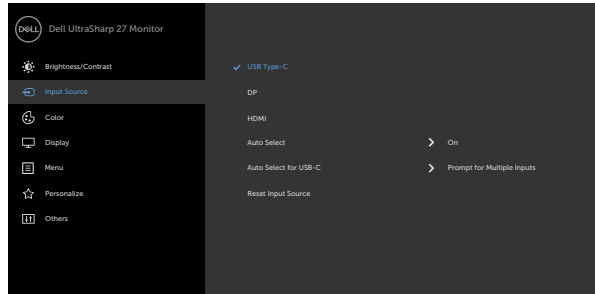 DELL Dell UltraSharp 27 Monitor
Brightness/Contrast
USB Type-C
Input Source
DP
Color
HDMI
Display
Auto Select On
Menu
Auto Select for USB-C Prompt for Multiple Inputs
Personalize
Reset Input Source
Others